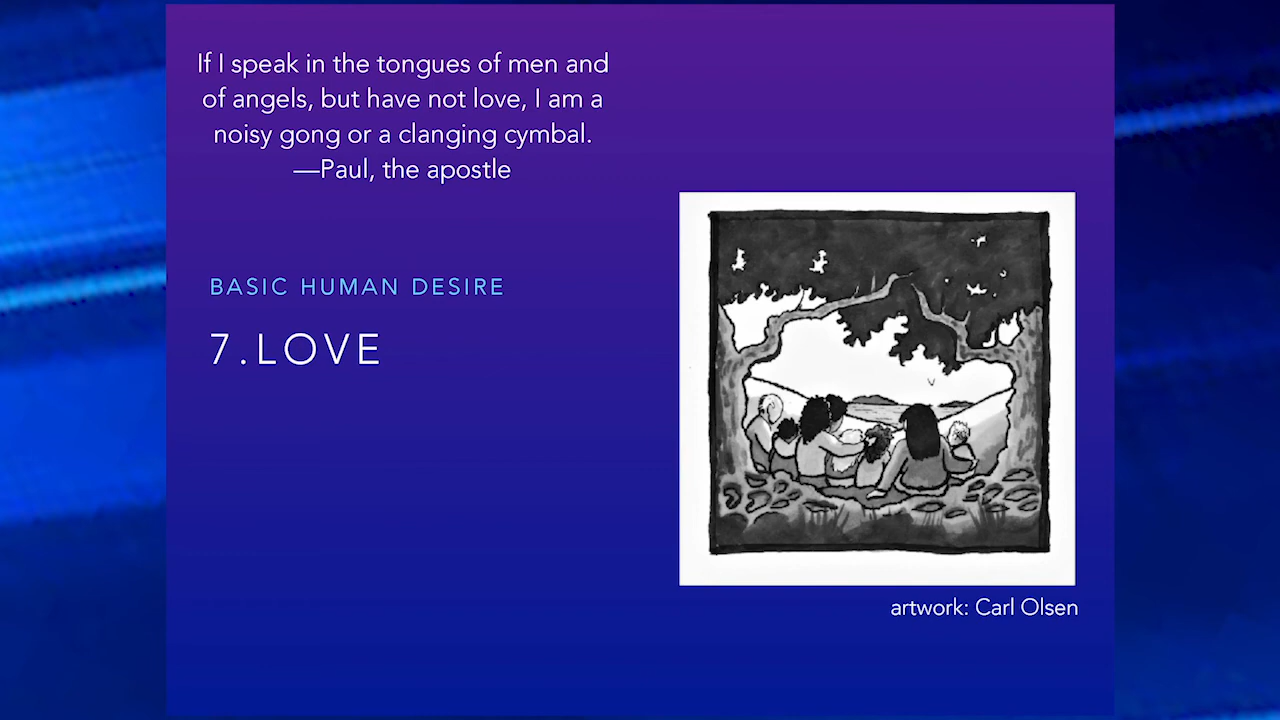 If I speak in the tongues of men and
of angels, but have not love, I am a
noisy gong or a clanging cymbal.
—Paul, the apostle
BASIC HUMAN DESIRE
7.LOVE
artwork: Carl Olsen